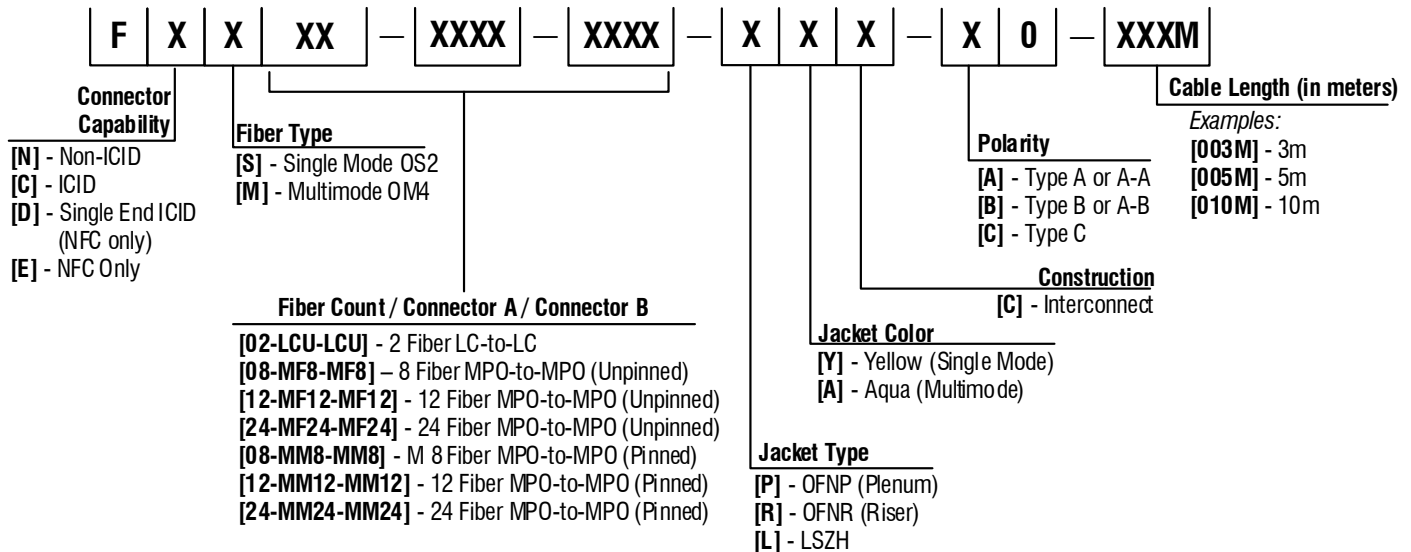 F X X XX — XXXX — XXXX — X X X — X 0 — XXXM
Connector
Capability
[N] - Non-ICID
[C] - ICID
[D] - Single End ICID
(NFC only)
[E] - NFC Only
Fiber Type
[S] - Single Mode OS2
[M] - Multimode OM4
Fiber Count / Connector A / Connector B
[02-LCU-LCU] - 2 Fiber LC-to-LC
[08-MF8-MF8] – 8 Fiber MPO-to-MPO (Unpinned)
[12-MF12-MF12] - 12 Fiber MPO-to-MPO (Unpinned)
[24-MF24-MF24] - 24 Fiber MPO-to-MPO (Unpinned)
[08-MM8-MM8] - M 8 Fiber MPO-to-MPO (Pinned)
[12-MM12-MM12] - 12 Fiber MPO-to-MPO (Pinned)
[24-MM24-MM24] - 24 Fiber MPO-to-MPO (Pinned)
Jacket Type
[P] - OFNP (Plenum)
[R] - OFNR (Riser)
[L] - LSZH
Jacket Color
[Y] - Yellow (Single Mode)
[A] - Aqua (Multimode)
Construction
[C] - Interconnect
Polarity
[A] - Type A or A-A
[B] - Type B or A-B
[C] - Type C
Cable Length (in meters)
Examples:
[003M] - 3m
[005M] - 5m
[010M] - 10m